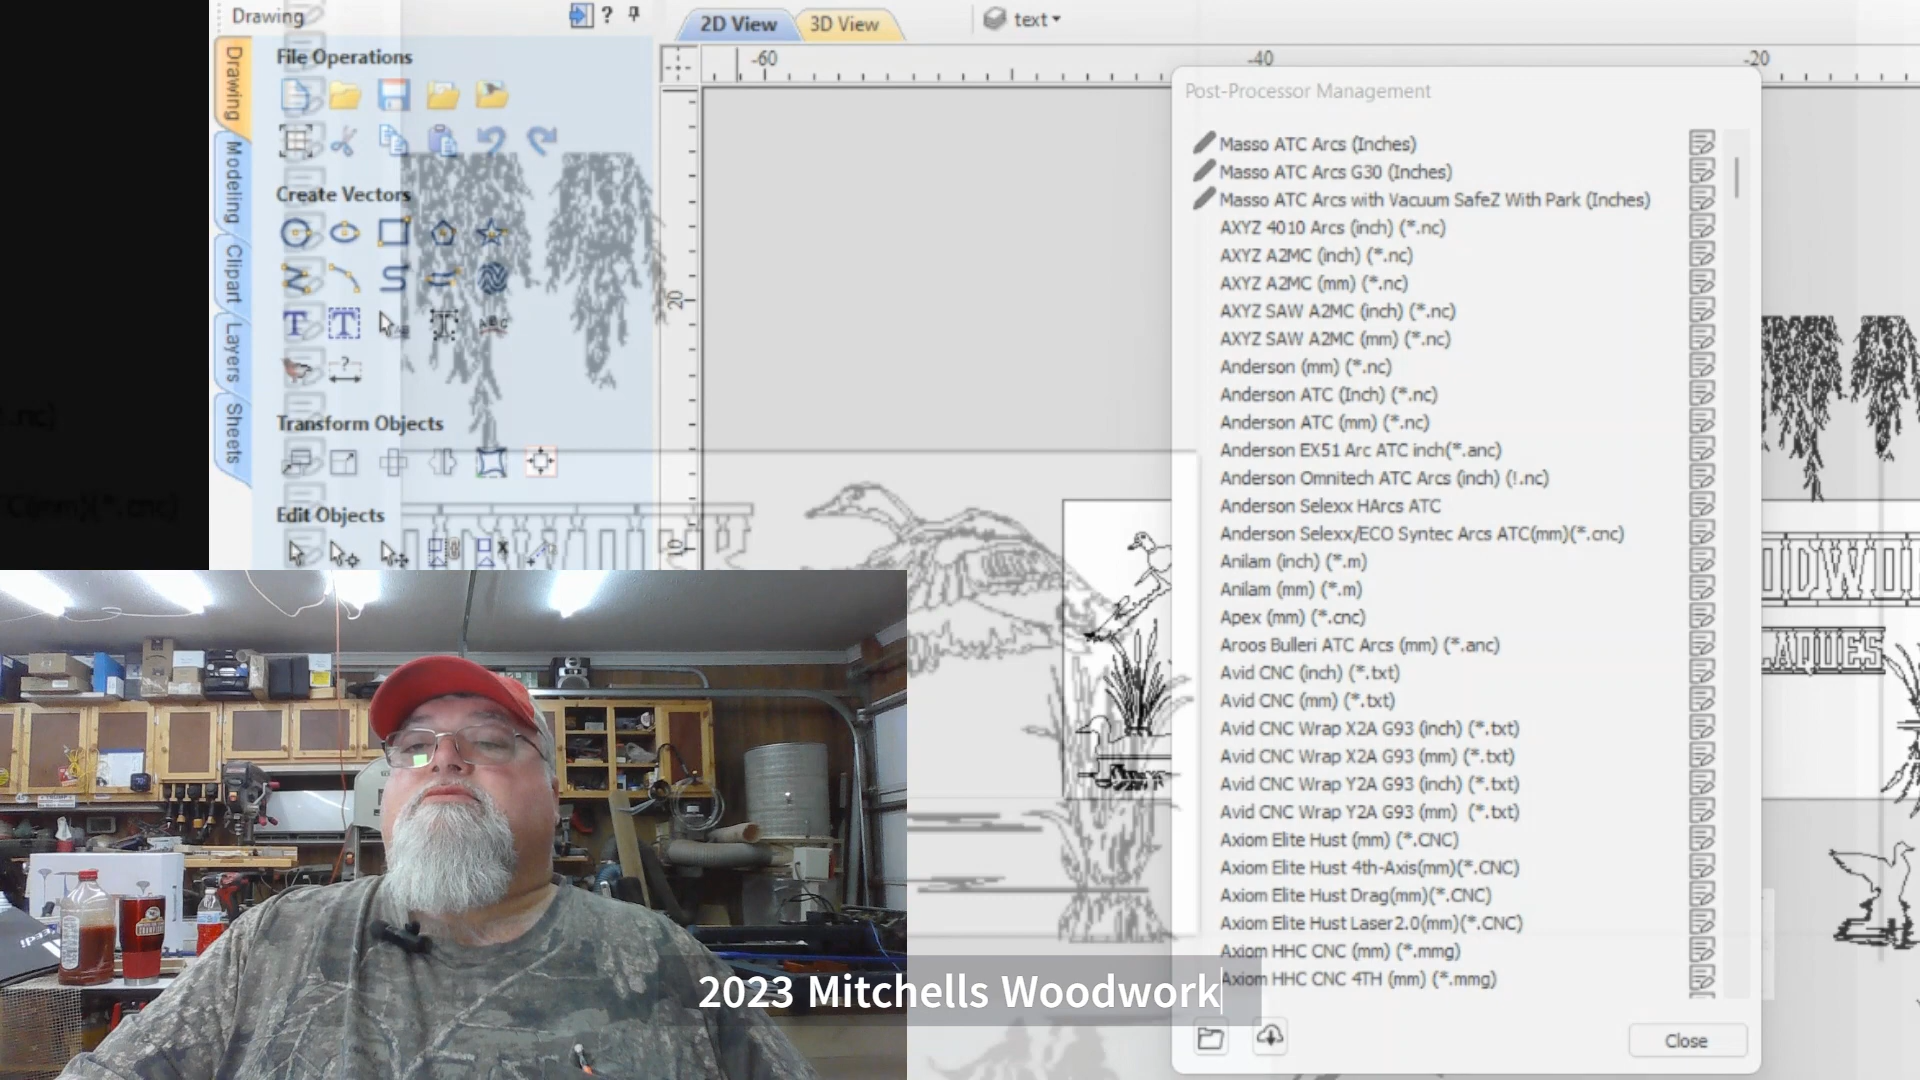 Drawing
?
2D View
3D View
text
File Operations
-60
-40
-20
Post-Processor Management
Drawing
Modeling
Clipart
Layers
Sheets
Create Vectors
Transform Objects
Edit Objects
20
10
Masso ATC Arcs (Inches)
Masso ATC Arcs G30 (Inches)
Masso ATC Arcs with Vacuum SafeZ With Park (Inches)
AXYZ 4010 Arcs (inch) (*.nc)
AXYZ A2MC (inch) (*.nc)
AXYZ A2MC (mm) (*.nc)
AXYZ SAW A2MC (inch) (*.nc)
AXYZ SAW A2MC (mm) (*.nc)
Anderson (mm) (*.nc)
Anderson ATC (Inch) (*.nc)
Anderson ATC (mm) (*.nc)
Anderson EX51 Arc ATC inch(*.anc)
Anderson Omnitech ATC Arcs (inch) (!.nc)
Anderson Selexx HArcs ATC
Anderson Selexx/ECO Syntec Arcs ATC(mm)(*.cnc)
Anilam (inch) (*.m)
Anilam (mm) (*.m)
Apex (mm) (*.cnc)
Aroos Bulleri ATC Arcs (mm) (*.anc)
Avid CNC (inch) (*.txt)
Avid CNC (mm) (*.txt)
Avid CNC Wrap X2A G93 (inch) (*.txt)
Avid CNC Wrap X2A G93 (mm) (*.txt)
Avid CNC Wrap Y2A G93 (inch) (*.txt)
Avid CNC Wrap Y2A G93 (mm) (*.txt)
Axiom Elite Hust (mm) (*.CNC)
Axiom Elite Hust 4th-Axis(mm)(*.CNC)
Axiom Elite Hust Drag(mm)(*.CNC)
Axiom Elite Hust Laser2.0(mm)(*.CNC)
Axiom HHC CNC (mm) (*.mmg)
Axiom HHC CNC 4TH (mm) (*.mmg)
Close
2023 Mitchells Woodwork